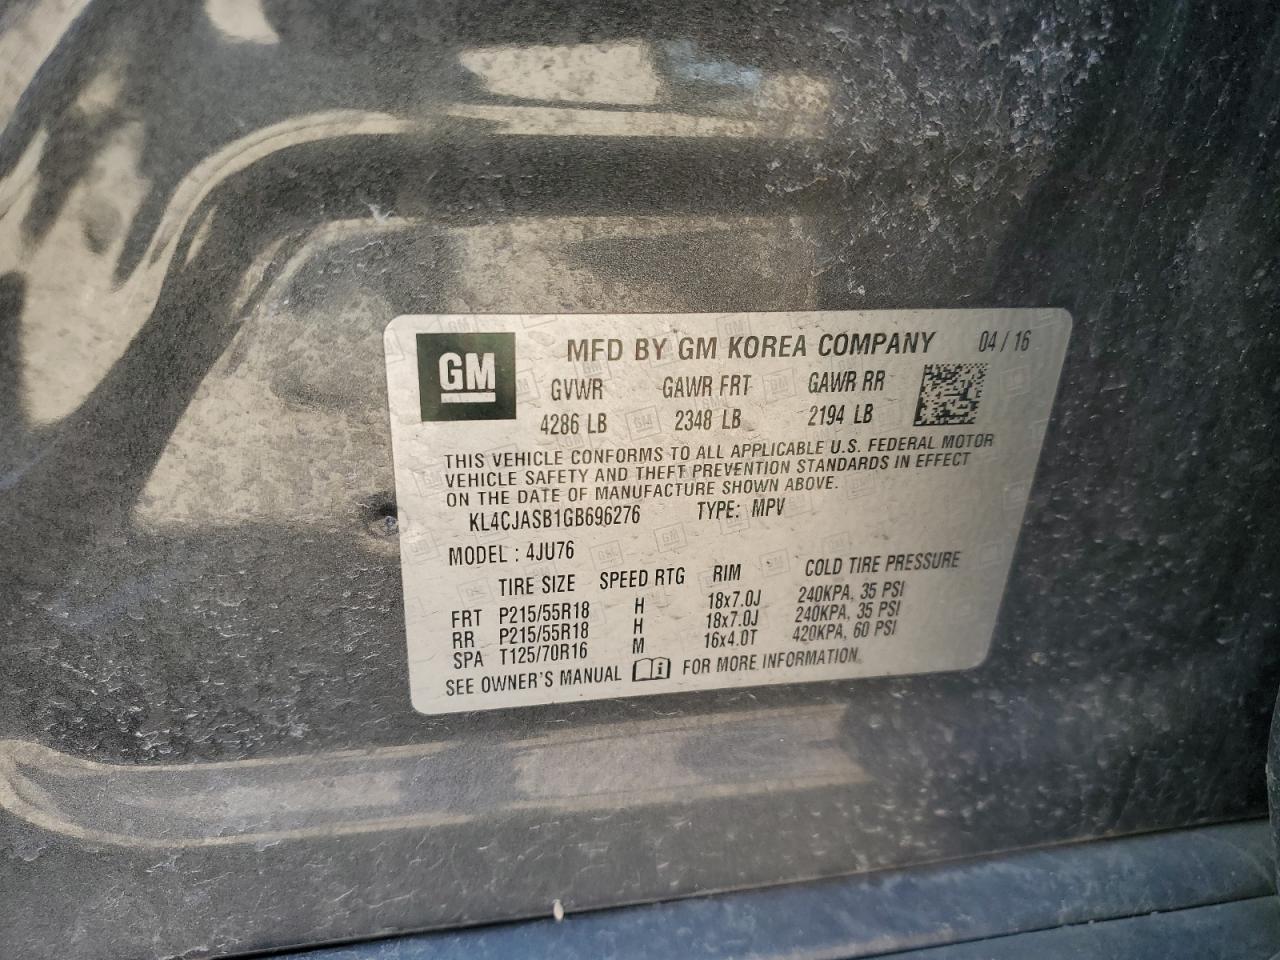 GM
MFD BY GM KOREA COMPANY 04 / 16
GVWR GAWR FRT GAWR RR
4286 LB 2348 LB 2194 LB
THIS VEHICLE CONFORMS TO ALL APPLICABLE U.S. FEDERAL MOTOR
VEHICLE SAFETY AND THEFT PREVENTION STANDARDS IN EFFECT
ON THE DATE OF MANUFACTURE SHOWN ABOVE.
KL4CJASB1GB696276 TYPE: MPV
MODEL : 4JU76
TIRE SIZE SPEED RTG RIM COLD TIRE PRESSURE
FRT P215/55R18 H 18x7.0J 240KPA, 35 PSI
RR P215/55R18 H 18x7.0J 240KPA, 35 PSI
SPA T125/70R16 M 16x4.0T 420KPA, 60 PSI
SEE OWNER'S MANUAL FOR MORE INFORMATION.